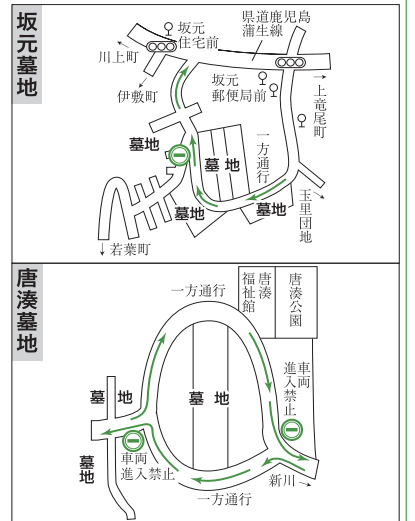 坂元墓地
坂元
住宅前
県道鹿児島
蒲生線
川上町
伊敷町
坂元
郵便局前
上竜尾町
一方通行
墓地
墓地
墓地
墓地
玉里団地
若葉町
唐湊墓地
唐湊
福祉館
唐湊公園
一方通行
車両
進入禁止
墓地
墓地
墓地
車両
進入禁止
新川
一方通行